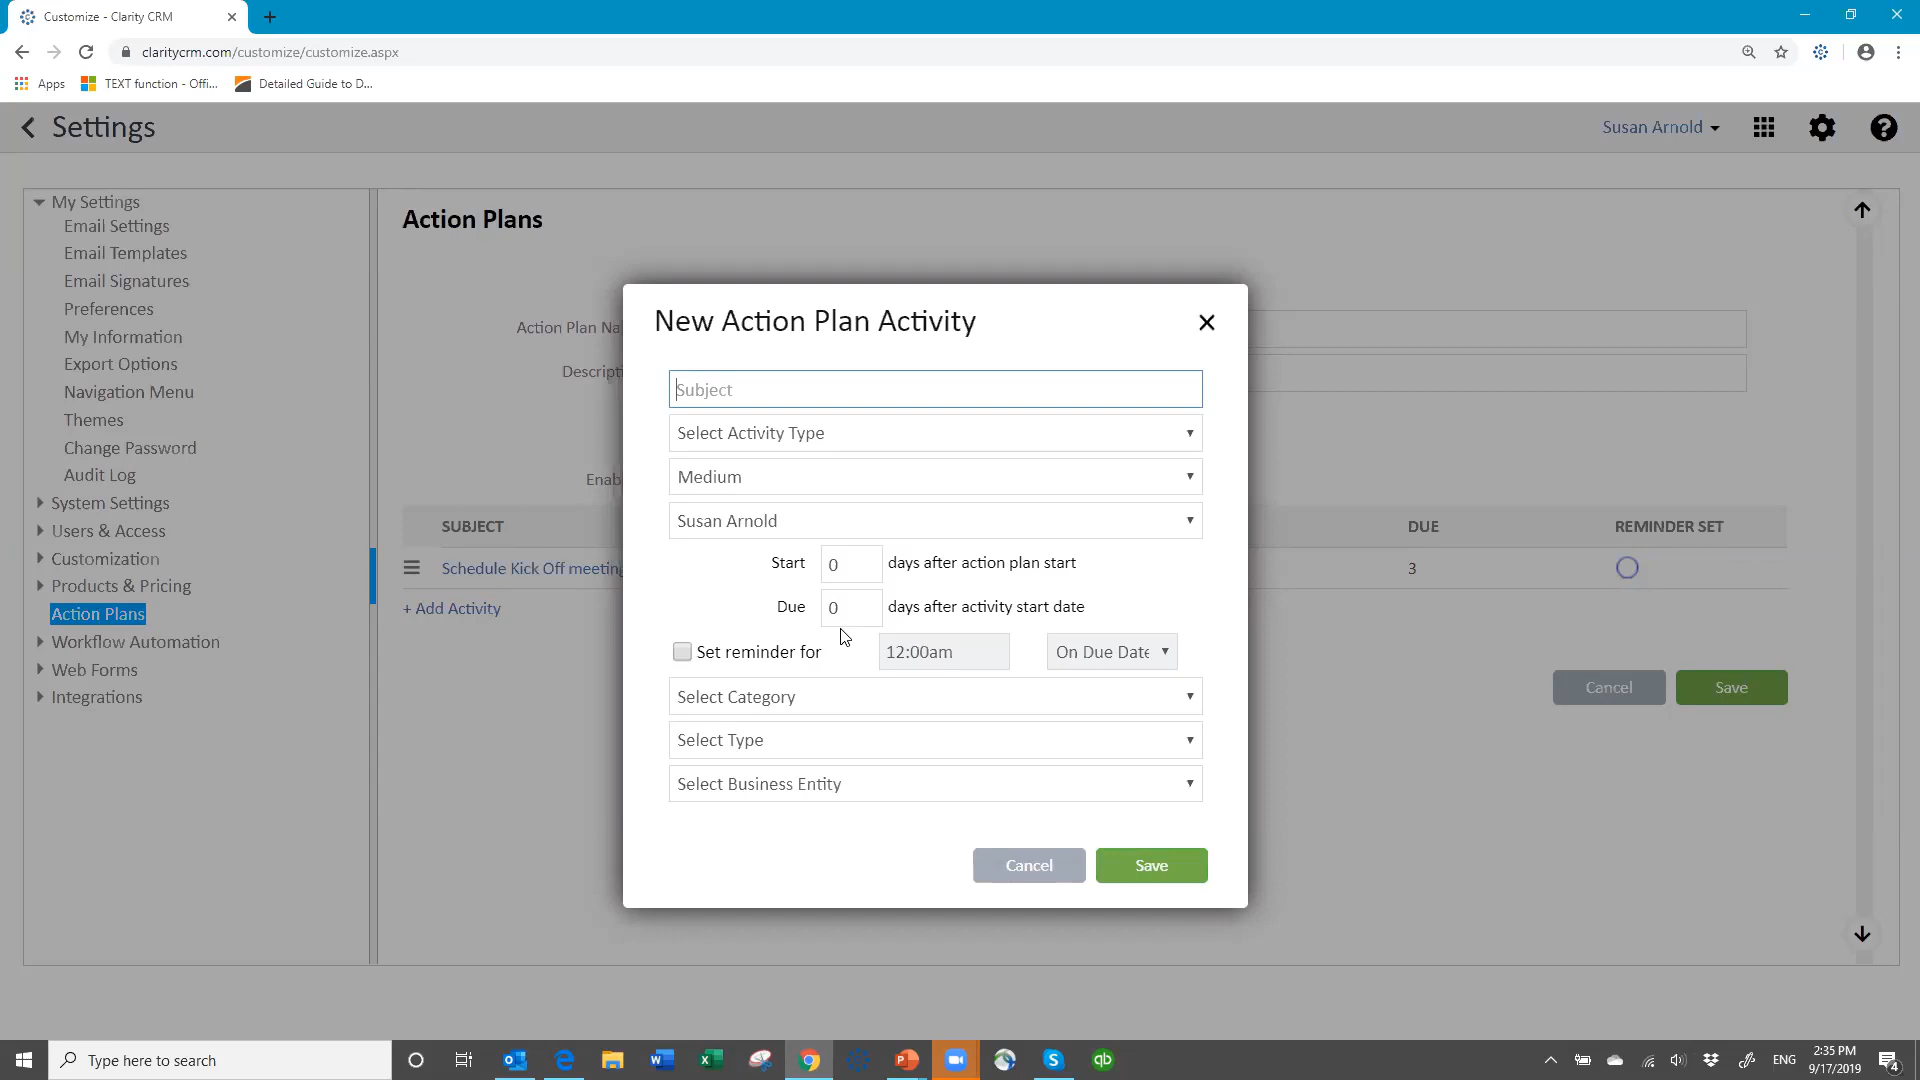 Customize - Clarity CRM
claritycrm.com/customize/customize.aspx
Apps TEXT function - Offi... Detailed Guide to D...
Settings
Susan Arnold
My Settings
Email Settings
Email Templates
Email Signatures
Preferences
My Information
Export Options
Navigation Menu
Themes
Change Password
Audit Log
System Settings
Users & Access
Customization
Products & Pricing
Action Plans
Workflow Automation
Web Forms
Integrations
Action Plans
Action Plan Na
Descripti
Enab
SUBJECT DUE REMINDER SET
Schedule Kick Off meeting 3
+ Add Activity
Cancel Save
New Action Plan Activity
Subject
Select Activity Type
Medium
Susan Arnold
Start 0 days after action plan start
Due 0 days after activity start date
Set reminder for 12:00am On Due Date
Select Category
Select Type
Select Business Entity
Cancel Save
Type here to search
ENG
2:35 PM
9/17/2019
4